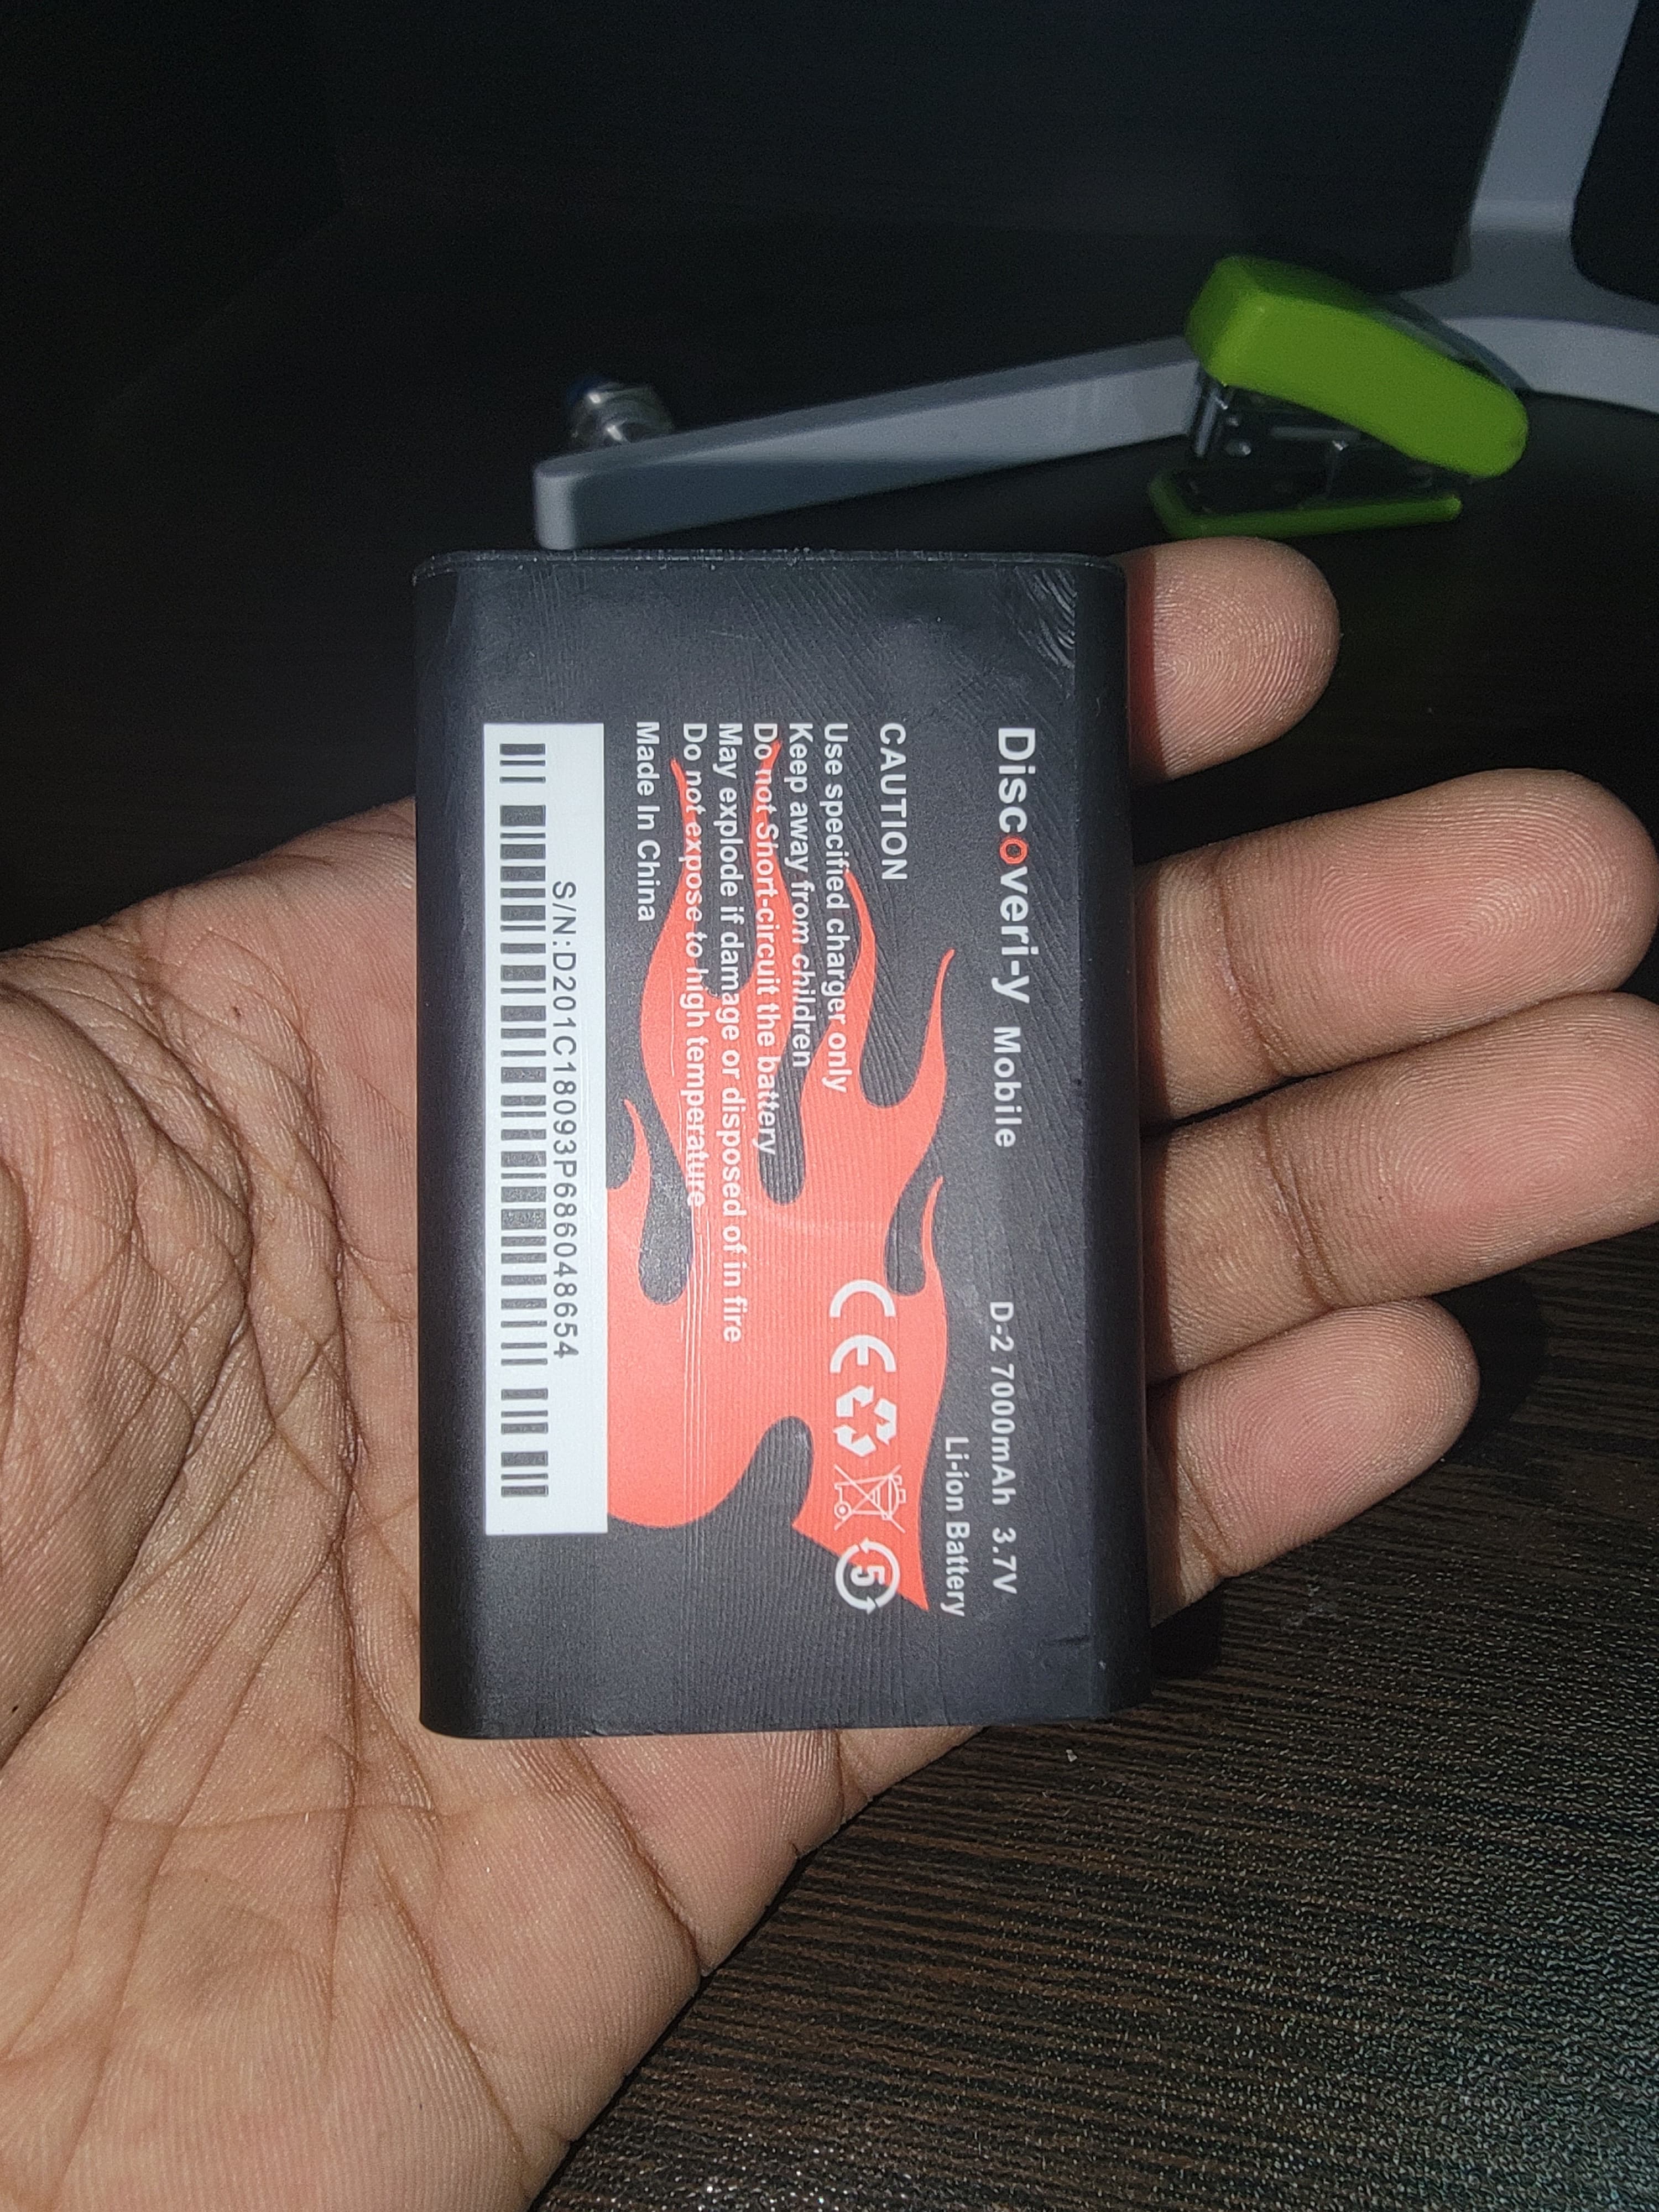 Discoveri-y Mobile
D-2 7000mAh 3.7V
Li-ion Battery
CAUTION
Use specified charger only
Keep away from children
Do not Short-circuit the battery
May explode if damage or disposed of in fire
Do not expose to high temperature
Made In China
CE
5
S/N:D201C18093P686048654